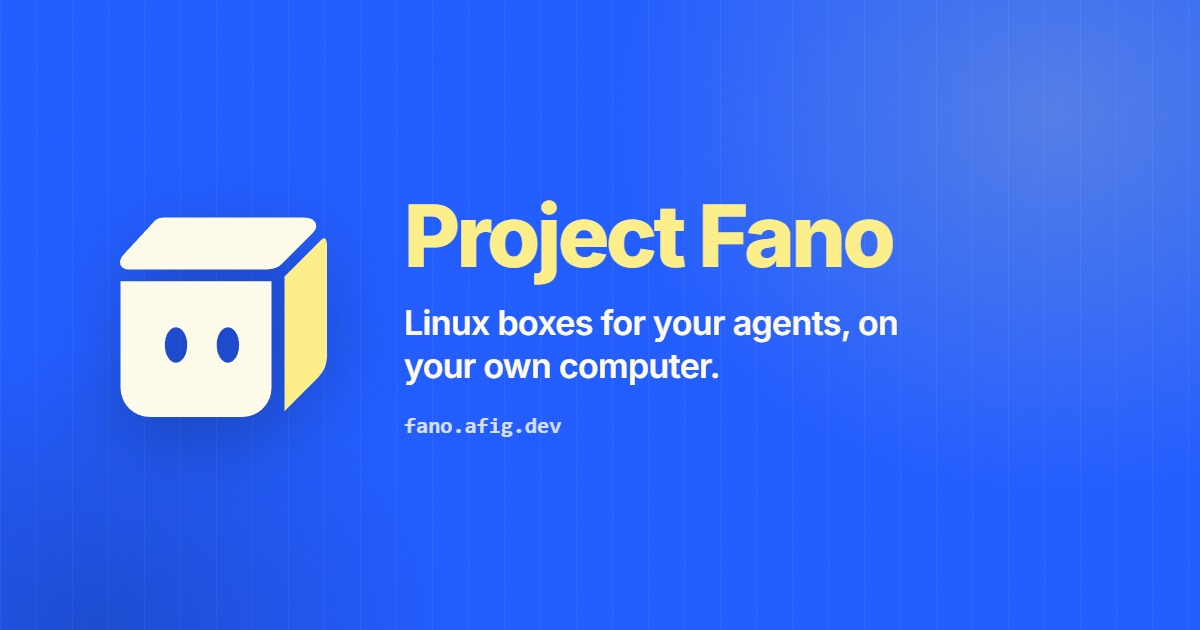 Project Fano
Linux boxes for your agents, on
your own computer.
fano.afig.dev